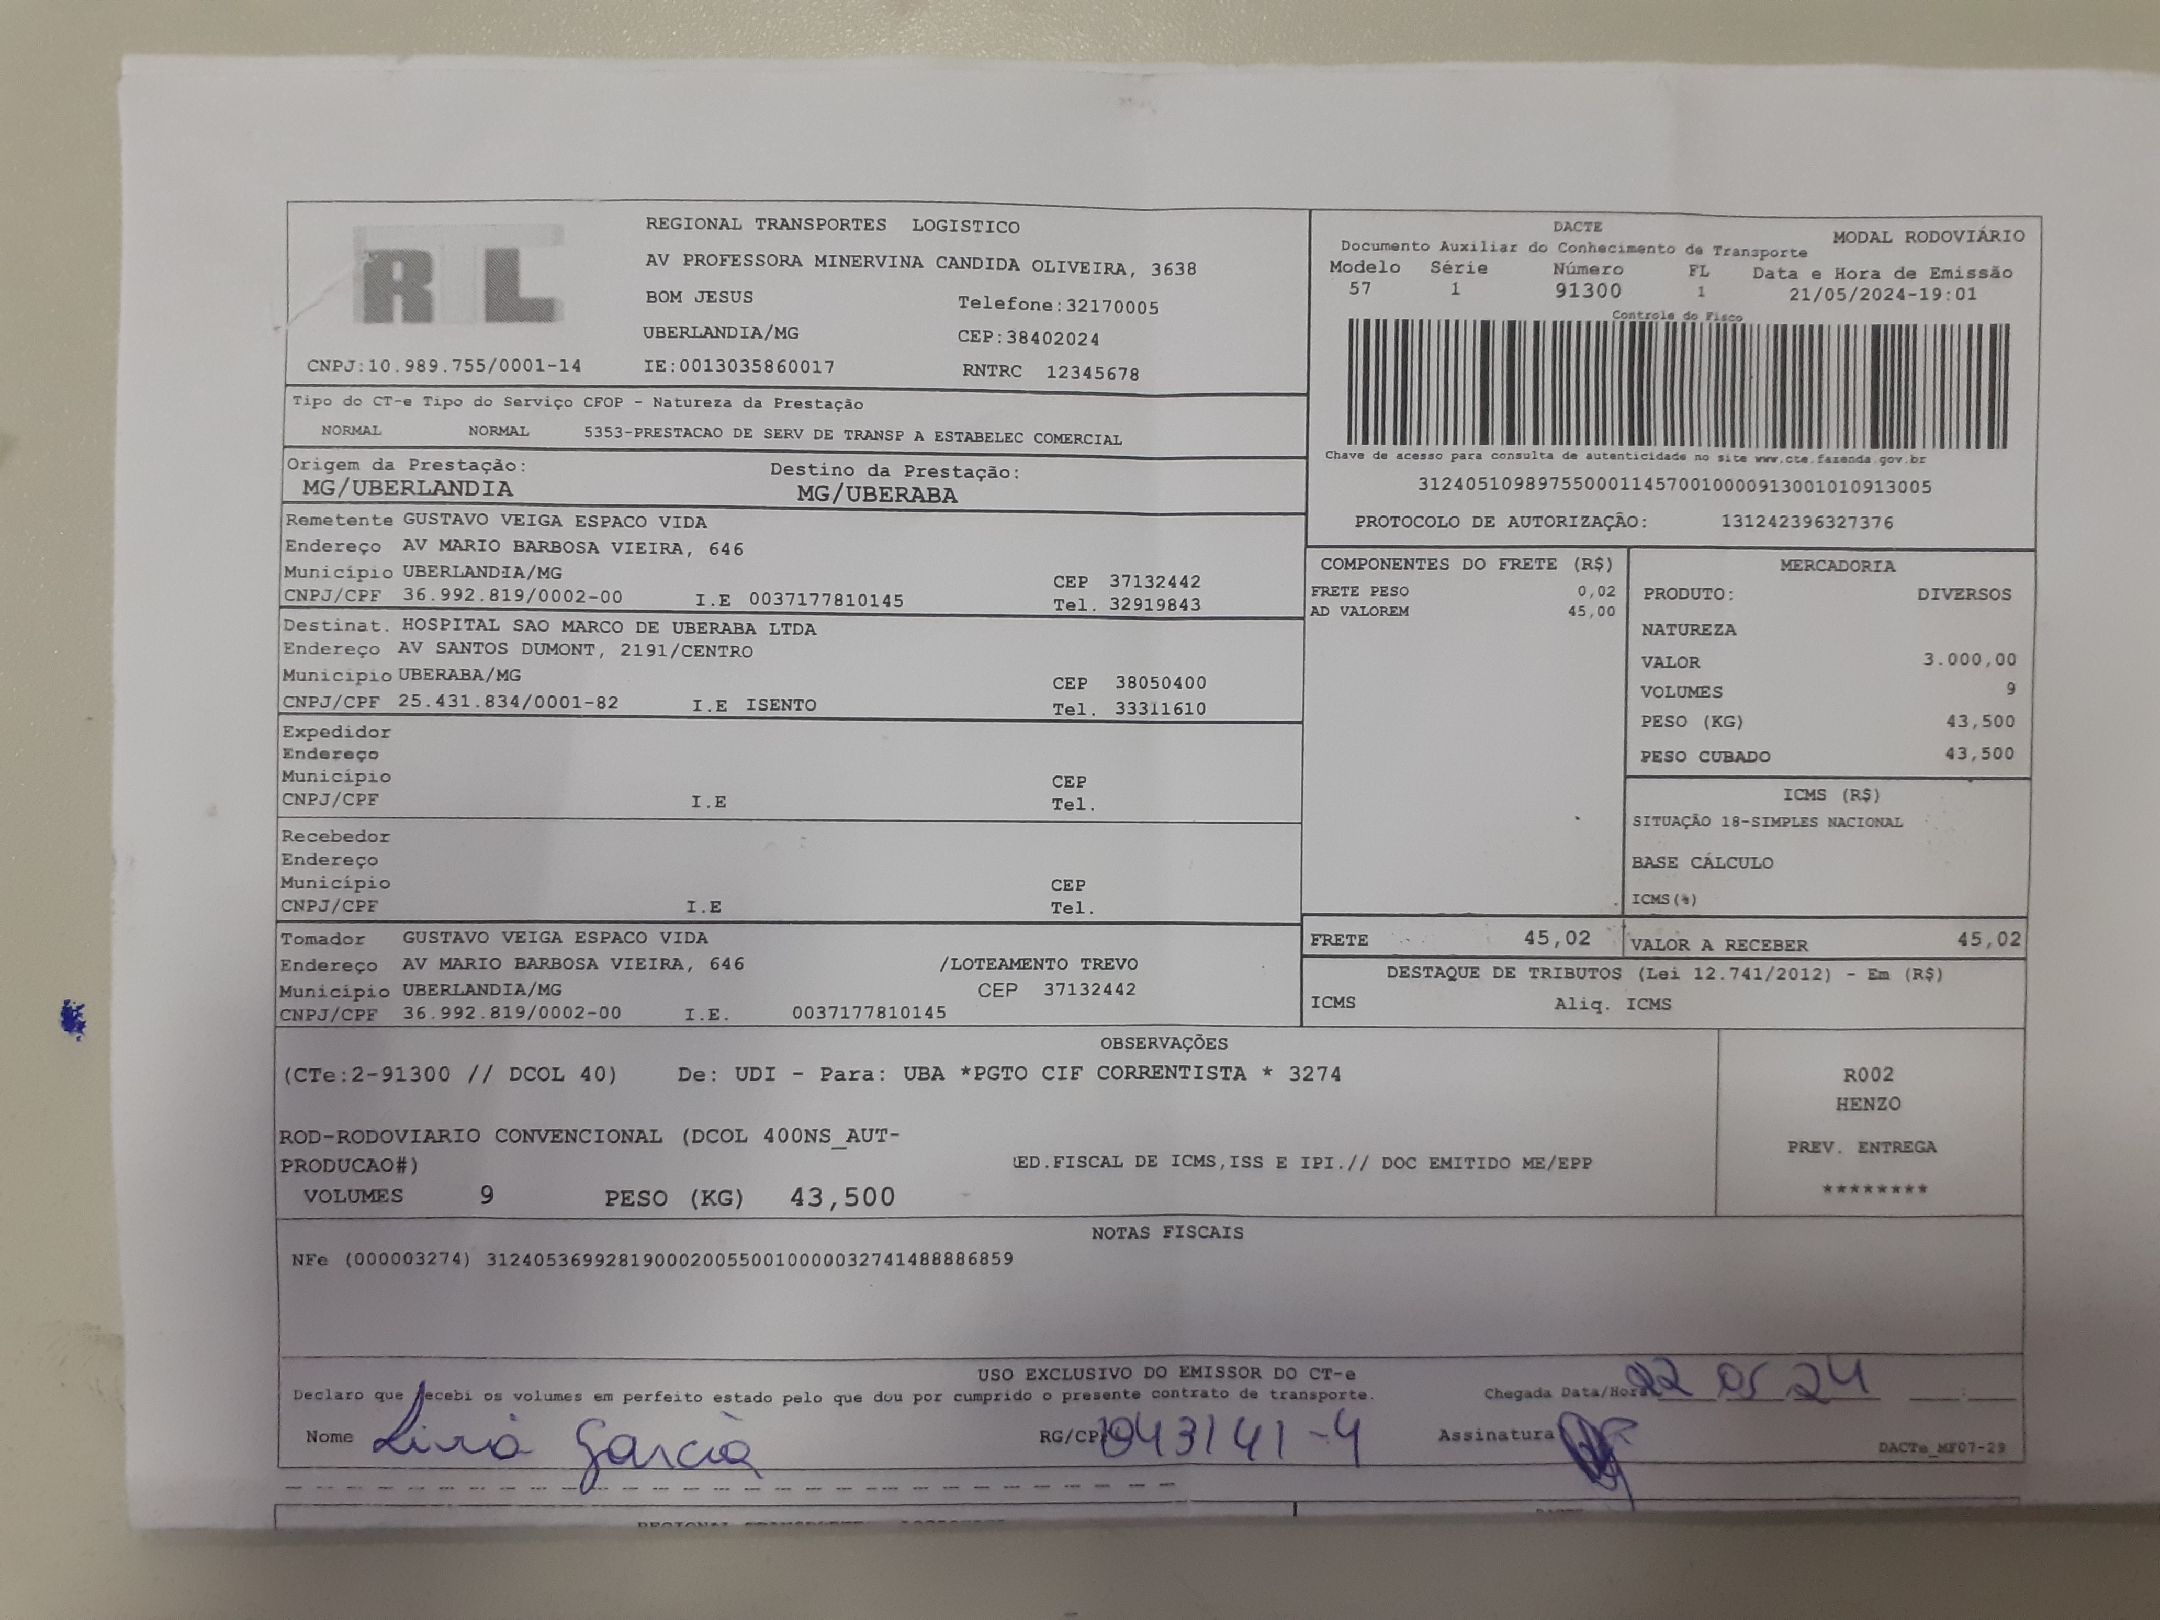 RTL
REGIONAL TRANSPORTES LOGISTICO
AV PROFESSORA MINERVINA CANDIDA OLIVEIRA, 3638
BOM JESUS Telefone:32170005
UBERLANDIA/MG CEP:38402024
CNPJ:10.989.755/0001-14 IE:0013035860017 RNTRC 12345678
DACTE
Documento Auxiliar do Conhecimento de Transporte MODAL RODOVIÁRIO
Modelo Série Número FL Data e Hora de Emissão
57 1 91300 1 21/05/2024-19:01
Controle do Fisco
Chave de acesso para consulta de autenticidade no site www.cte.fazenda.gov.br
31240510989755000114570010000913001010913005
PROTOCOLO DE AUTORIZAÇÃO: 131242396327376
Tipo do CT-e Tipo do Serviço CFOP - Natureza da Prestação
NORMAL NORMAL 5353-PRESTACAO DE SERV DE TRANSP A ESTABELEC COMERCIAL
Origem da Prestação: Destino da Prestação:
MG/UBERLANDIA MG/UBERABA
Remetente GUSTAVO VEIGA ESPACO VIDA
Endereço AV MARIO BARBOSA VIEIRA, 646
Município UBERLANDIA/MG CEP 37132442
CNPJ/CPF 36.992.819/0002-00 I.E 0037177810145 Tel. 32919843
Destinat. HOSPITAL SAO MARCO DE UBERABA LTDA
Endereço AV SANTOS DUMONT, 2191/CENTRO
Município UBERABA/MG CEP 38050400
CNPJ/CPF 25.431.834/0001-82 I.E ISENTO Tel. 33311610
Expedidor
Endereço
Município CEP
CNPJ/CPF I.E Tel.
Recebedor
Endereço
Município CEP
CNPJ/CPF I.E Tel.
Tomador GUSTAVO VEIGA ESPACO VIDA
Endereço AV MARIO BARBOSA VIEIRA, 646 /LOTEAMENTO TREVO
Município UBERLANDIA/MG CEP 37132442
CNPJ/CPF 36.992.819/0002-00 I.E. 0037177810145
COMPONENTES DO FRETE (R$)
FRETE PESO 0,02
AD VALOREM 45,00
MERCADORIA
PRODUTO: DIVERSOS
NATUREZA
VALOR 3.000,00
VOLUMES 9
PESO (KG) 43,500
PESO CUBADO 43,500
ICMS (R$)
SITUAÇÃO 18-SIMPLES NACIONAL
BASE CÁLCULO
ICMS(%)
FRETE 45,02 VALOR A RECEBER 45,02
DESTAQUE DE TRIBUTOS (Lei 12.741/2012) - Em (R$)
ICMS Aliq. ICMS
OBSERVAÇÕES
(CTe:2-91300 // DCOL 40) De: UDI - Para: UBA *PGTO CIF CORRENTISTA * 3274
ROD-RODOVIARIO CONVENCIONAL (DCOL 400NS_AUT-
PRODUCAO#) ED.FISCAL DE ICMS,ISS E IPI.// DOC EMITIDO ME/EPP
VOLUMES 9 PESO (KG) 43,500
R002
HENZO
PREV. ENTREGA
********
NOTAS FISCAIS
NFe (000003274) 31240536992819000200550010000032741488886859
USO EXCLUSIVO DO EMISSOR DO CT-e
Declaro que recebi os volumes em perfeito estado pelo que dou por cumprido o presente contrato de transporte. Chegada Data/Hora 22 05 24
Nome Livia Garcia RG/CPF 1943141-4 Assinatura
DACTe_MF07-29